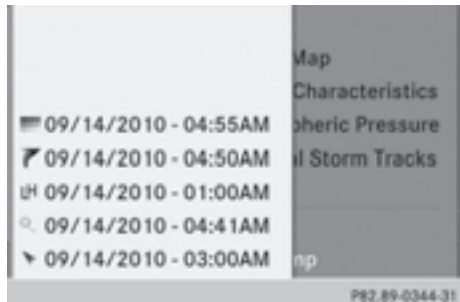 Map
Characteristics
09/14/2010 - 04:55AM
pheric Pressure
09/14/2010 - 04:50AM
l Storm Tracks
LH 09/14/2010 - 01:00AM
09/14/2010 - 04:41AM
09/14/2010 - 03:00AM
mp
P82.89-0344-31